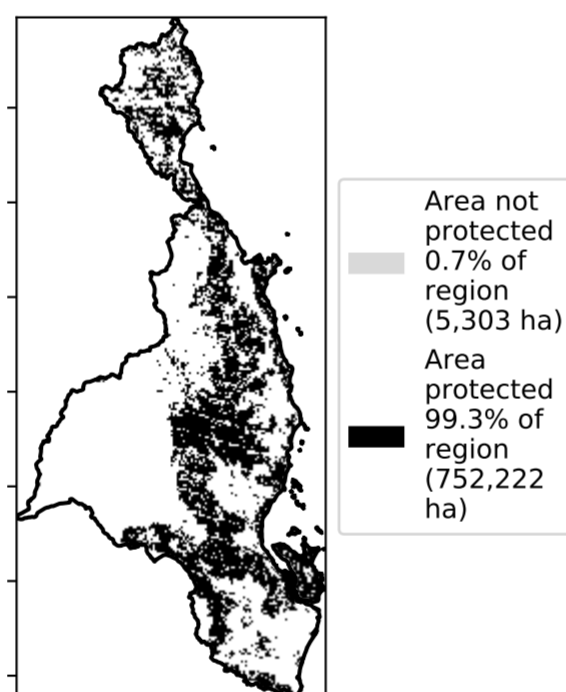 Area not
protected
0.7% of
region
(5,303 ha)
Area
protected
99.3% of
region
(752,222
ha)